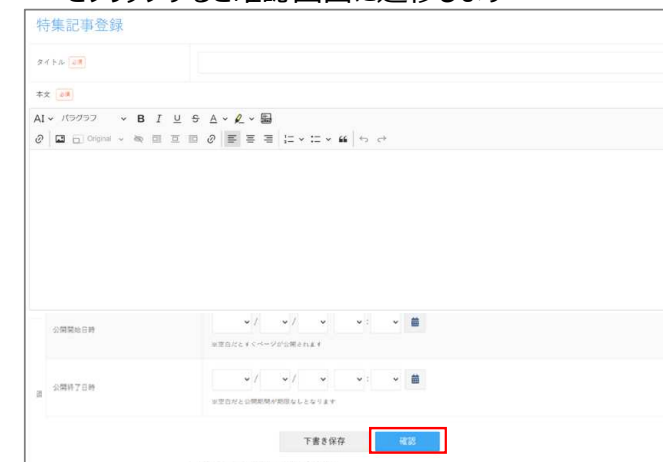 をクリックすると確認画面に遷移します
特集記事登録
タイトル 必須
本文 必須
AI パラグラフ B I U S A
Original
公開開始日時 / / :
※空白だとすぐページが公開されます
公開終了日時 / / :
※空白だと公開期間が期限なしとなります
下書き保存 確認